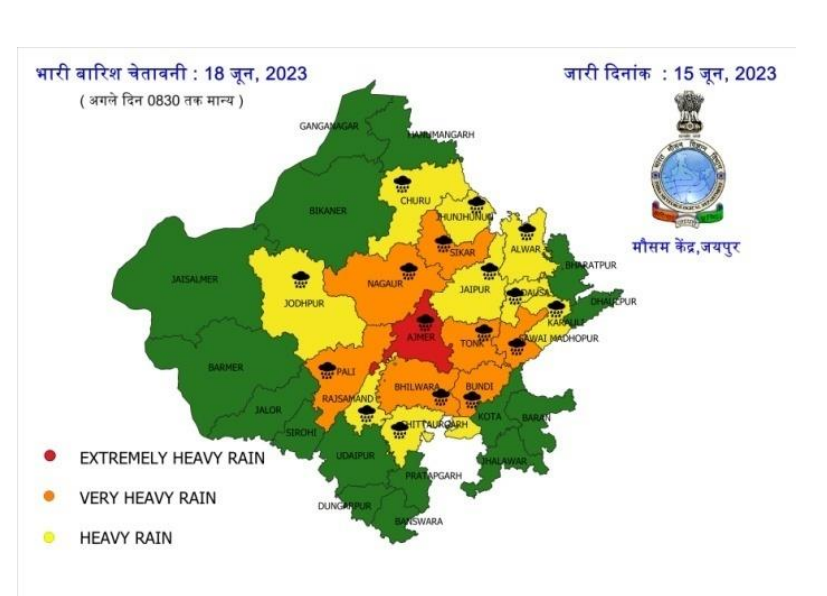 भारी बारिश चेतावनी : 18 जून, 2023
जारी दिनांक : 15 जून, 2023
( अगले दिन 0830 तक मान्य )
GANGANAGAR
HANUMANGARH
CHURU
BIKANER
JHUNJHUNUN
SIKAR
ALWAR
मौसम केंद्र,जयपुर
BHARATPUR
JAISALMER
NAGAUR
JAIPUR
DAUSA
DHAULPUR
JODHPUR
KARAULI
AJMER
TONK
SAWAI MADHOPUR
BARMER
PALI
BHILWARA
BUNDI
RAJSAMAND
JALOR
KOTA
BARAN
CHITTAURGARH
SIROHI
EXTREMELY HEAVY RAIN
UDAIPUR
JHALAWAR
PRATAPGARH
VERY HEAVY RAIN
DUNGARPUR
BANSWARA
HEAVY RAIN